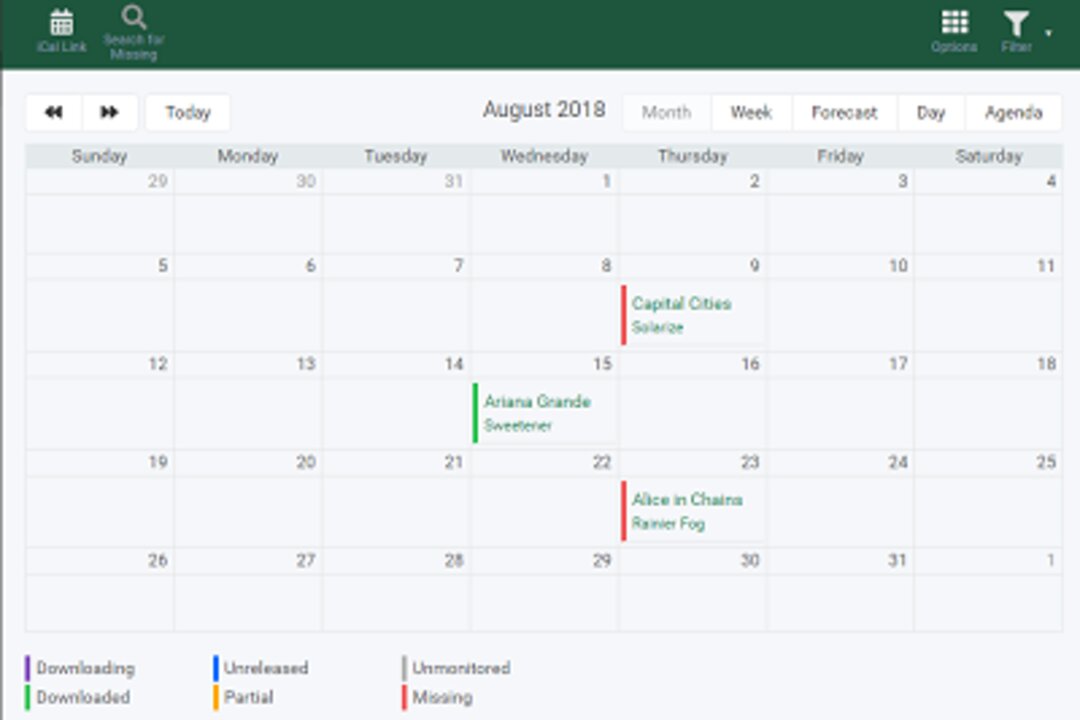 iCal Link
Search for
Missing
Options
Filter
Today
August 2018
Month Week Forecast Day Agenda
Sunday Monday Tuesday Wednesday Thursday Friday Saturday
29 30 31 1 2 3 4
5 6 7 8 9 10 11
Capital Cities
Solarize
12 13 14 15 16 17 18
Ariana Grande
Sweetener
19 20 21 22 23 24 25
Alice in Chains
Rainier Fog
26 27 28 29 30 31 1
Downloading Unreleased Unmonitored
Downloaded Partial Missing